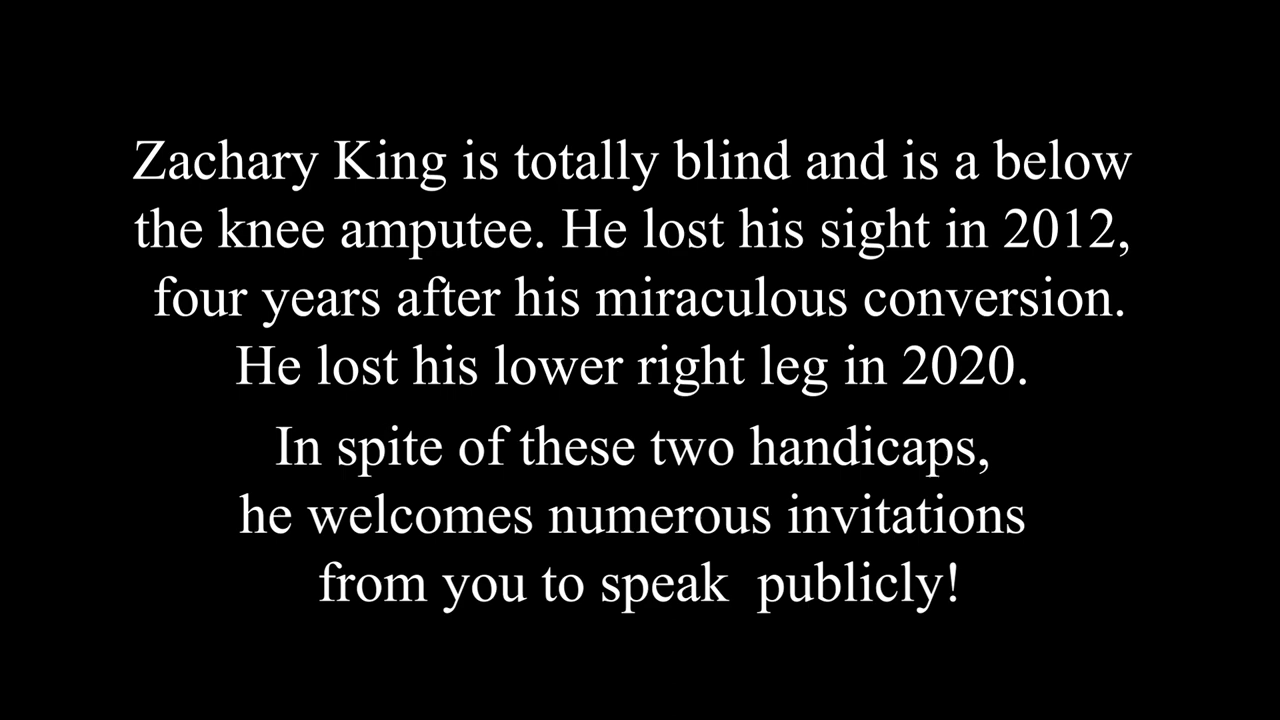 Zachary King is totally blind and is a below
the knee amputee. He lost his sight in 2012,
four years after his miraculous conversion.
He lost his lower right leg in 2020.
In spite of these two handicaps,
he welcomes numerous invitations
from you to speak  publicly!